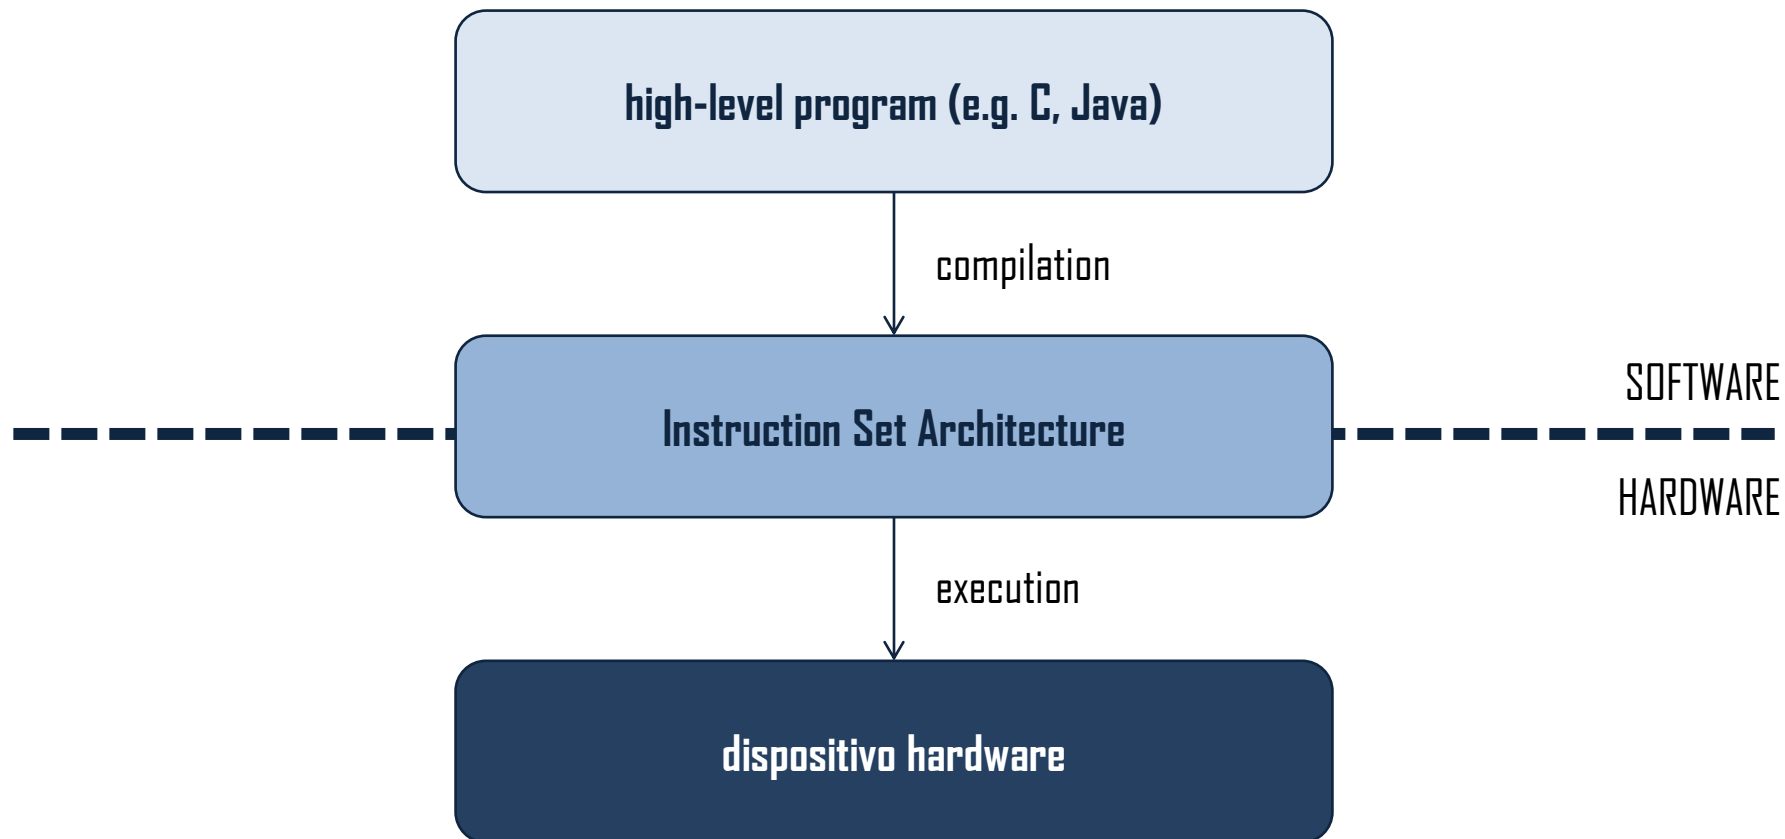 high-level program (e.g. C, Java)
compilation
SOFTWARE
Instruction Set Architecture
HARDWARE
execution
dispositivo hardware